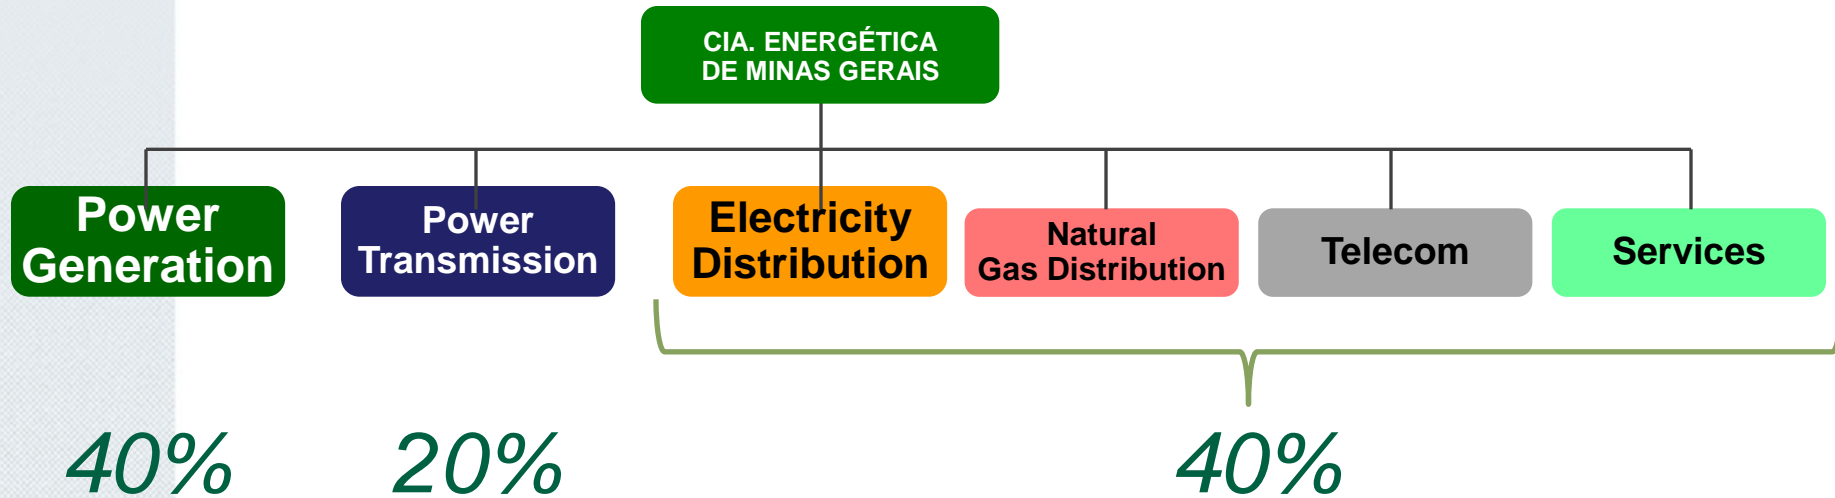 CIA. ENERGÉTICA
DE MINAS GERAIS
Power
Generation
Power
Transmission
Electricity
Distribution
Natural
Gas Distribution
Telecom
Services
40%
20%
40%